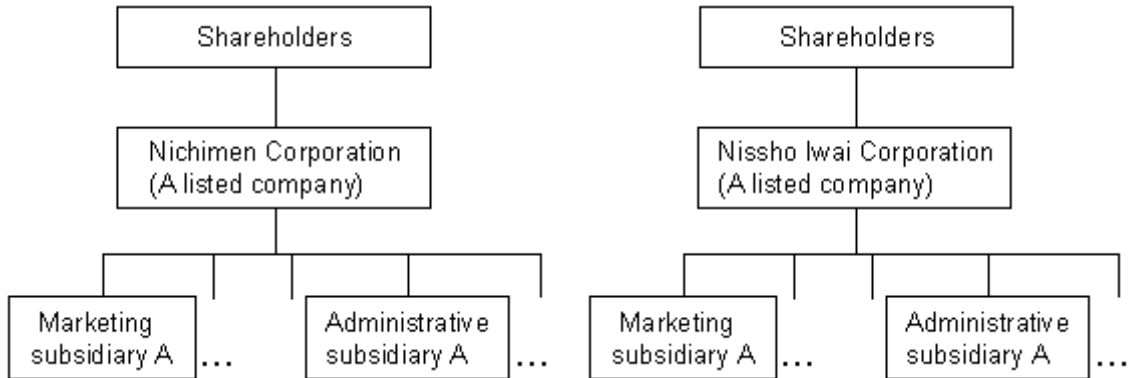 Shareholders
Nichimen Corporation
(A listed company)
Marketing
subsidiary A
...
Administrative
subsidiary A
...
Shareholders
Nissho Iwai Corporation
(A listed company)
Marketing
subsidiary A
...
Administrative
subsidiary A
...